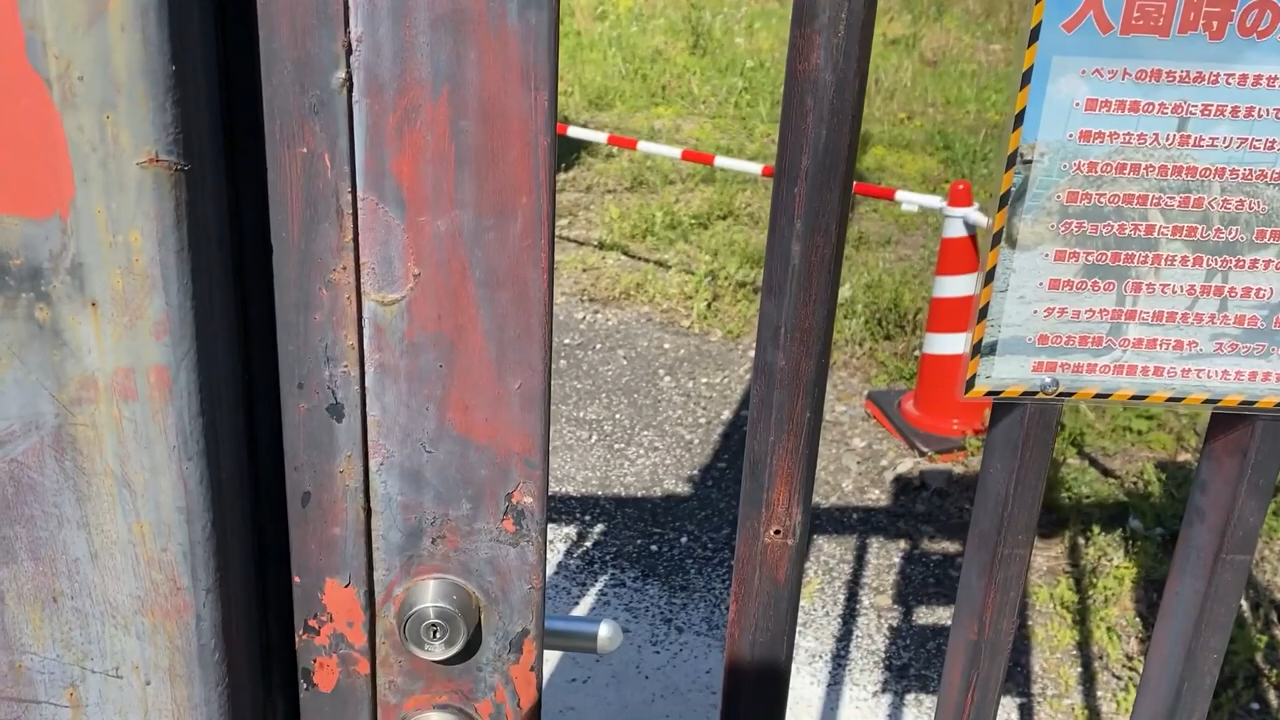 入園時の
・ペットの持ち込みはできませ
・園内消毒のために石灰をまいて
・柵内や立ち入り禁止エリアには
・火気の使用や危険物の持ち込みは
・園内での喫煙はご遠慮ください。
・ダチョウを不要に刺激したり、専用
・園内での事故は責任を負いかねますの
・園内のもの（落ちている羽等も含む）
・ダチョウや設備に損害を与えた場合、
・他のお客様への迷惑行為や、スタッフ・
退園や出禁の措置を取らせていただきます